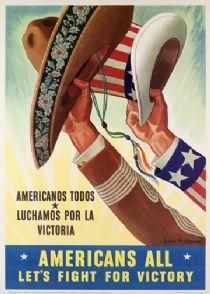 AMERICANOS TODOS
LUCHAMOS POR LA
VICTORIA
AMERICANS ALL
LET'S FIGHT FOR VICTORY